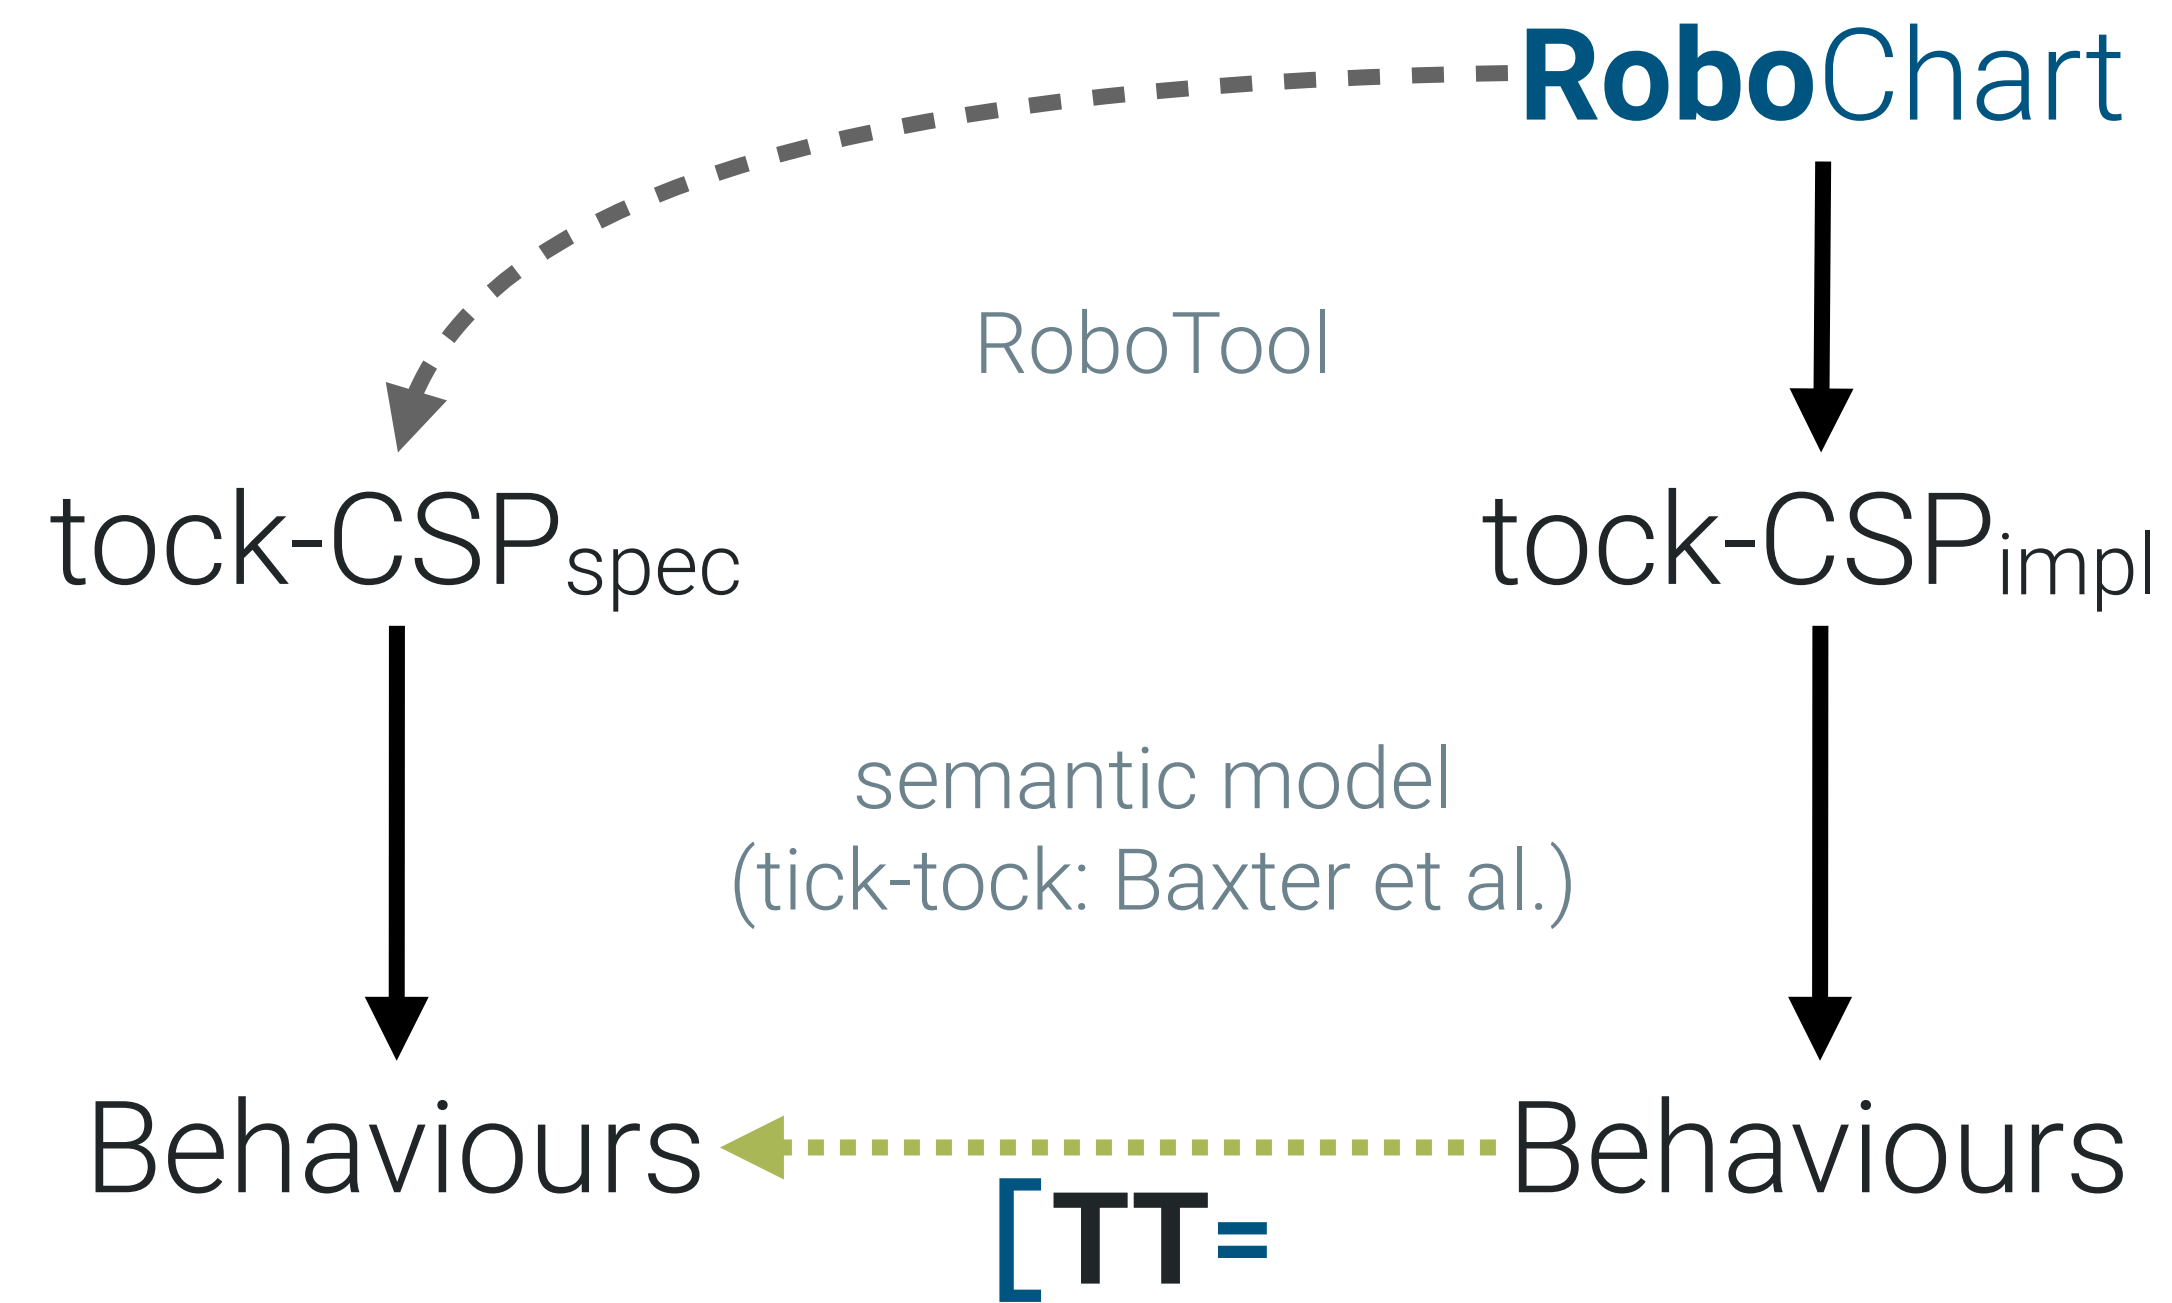 RoboChart
RoboTool
tock-CSPspec
tock-CSPimpl
semantic model
(tick-tock: Baxter et al.)
Behaviours
Behaviours
[TT=